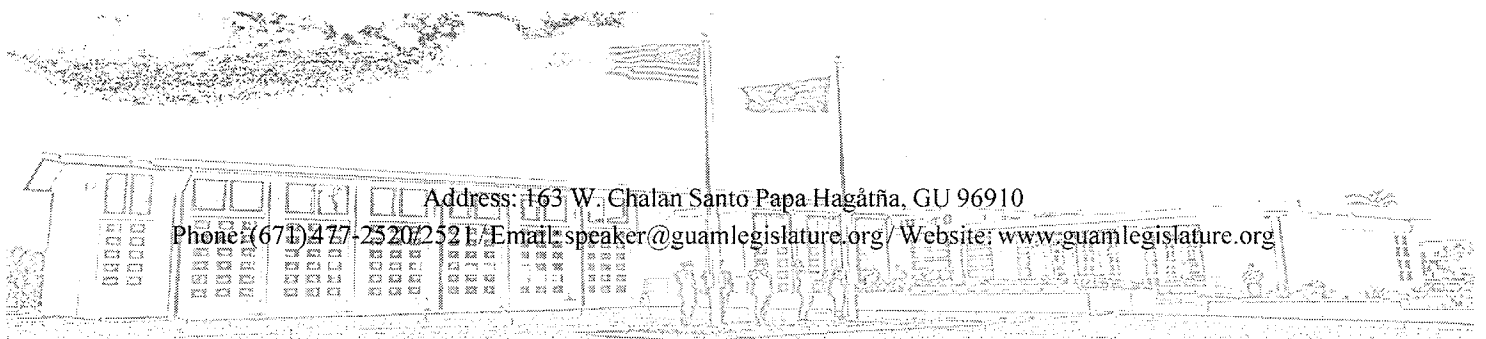 Address: 163 W. Chalan Santo Papa Hagåtña, GU 96910
Phone: (671)477-2520/2521/ Email: speaker@guamlegislature.org/ Website: www.guamlegislature.org